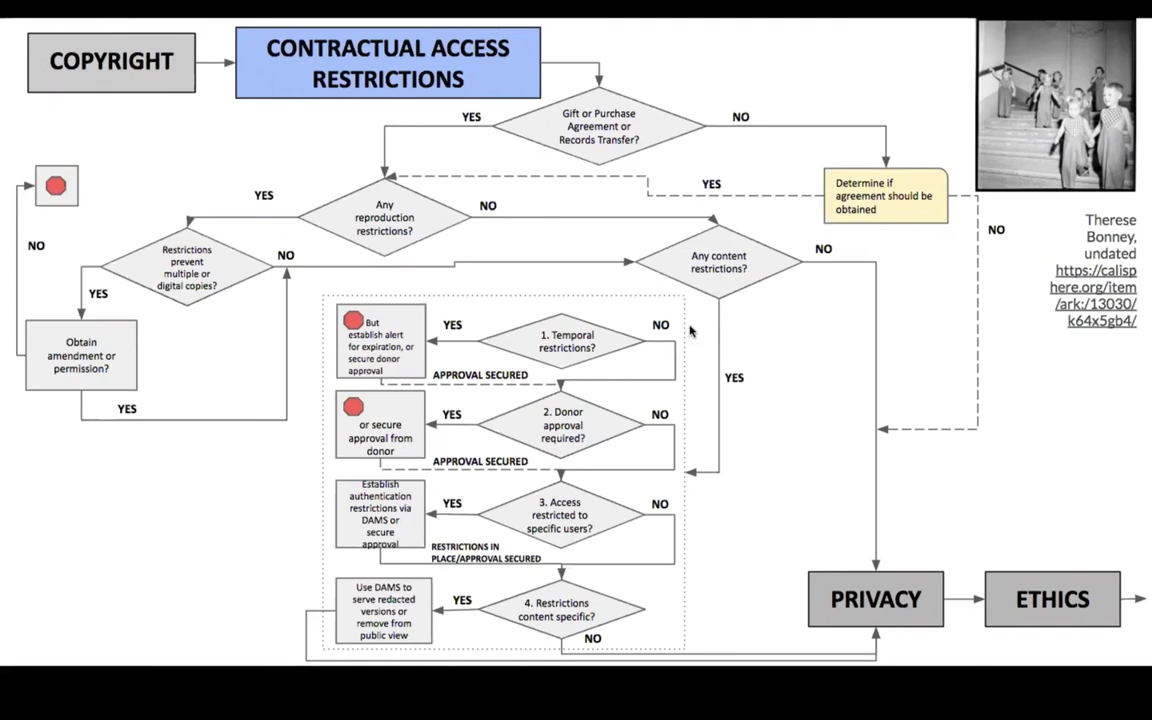 COPYRIGHT
CONTRACTUAL ACCESS
RESTRICTIONS
Gift or Purchase
Agreement or
Records Transfer?
YES
NO
Determine if
agreement should be
obtained
YES
NO
Any
reproduction
restrictions?
YES
NO
Restrictions
prevent
multiple or
digital copies?
NO
YES
NO
Obtain
amendment or
permission?
YES
Any content
restrictions?
NO
YES
1. Temporal
restrictions?
YES
NO
But
establish alert
for expiration, or
secure donor
approval
APPROVAL SECURED
2. Donor
approval
required?
YES
NO
or secure
approval from
donor
APPROVAL SECURED
3. Access
restricted to
specific users?
YES
NO
Establish
authentication
restrictions via
DAMS or
secure
approval
RESTRICTIONS IN
PLACE/APPROVAL SECURED
4. Restrictions
content specific?
YES
NO
Use DAMS to
serve redacted
versions or
remove from
public view
PRIVACY
ETHICS
Therese
Bonney,
undated
https://calisp
here.org/item
/ark:/13030/
k64x5gb4/